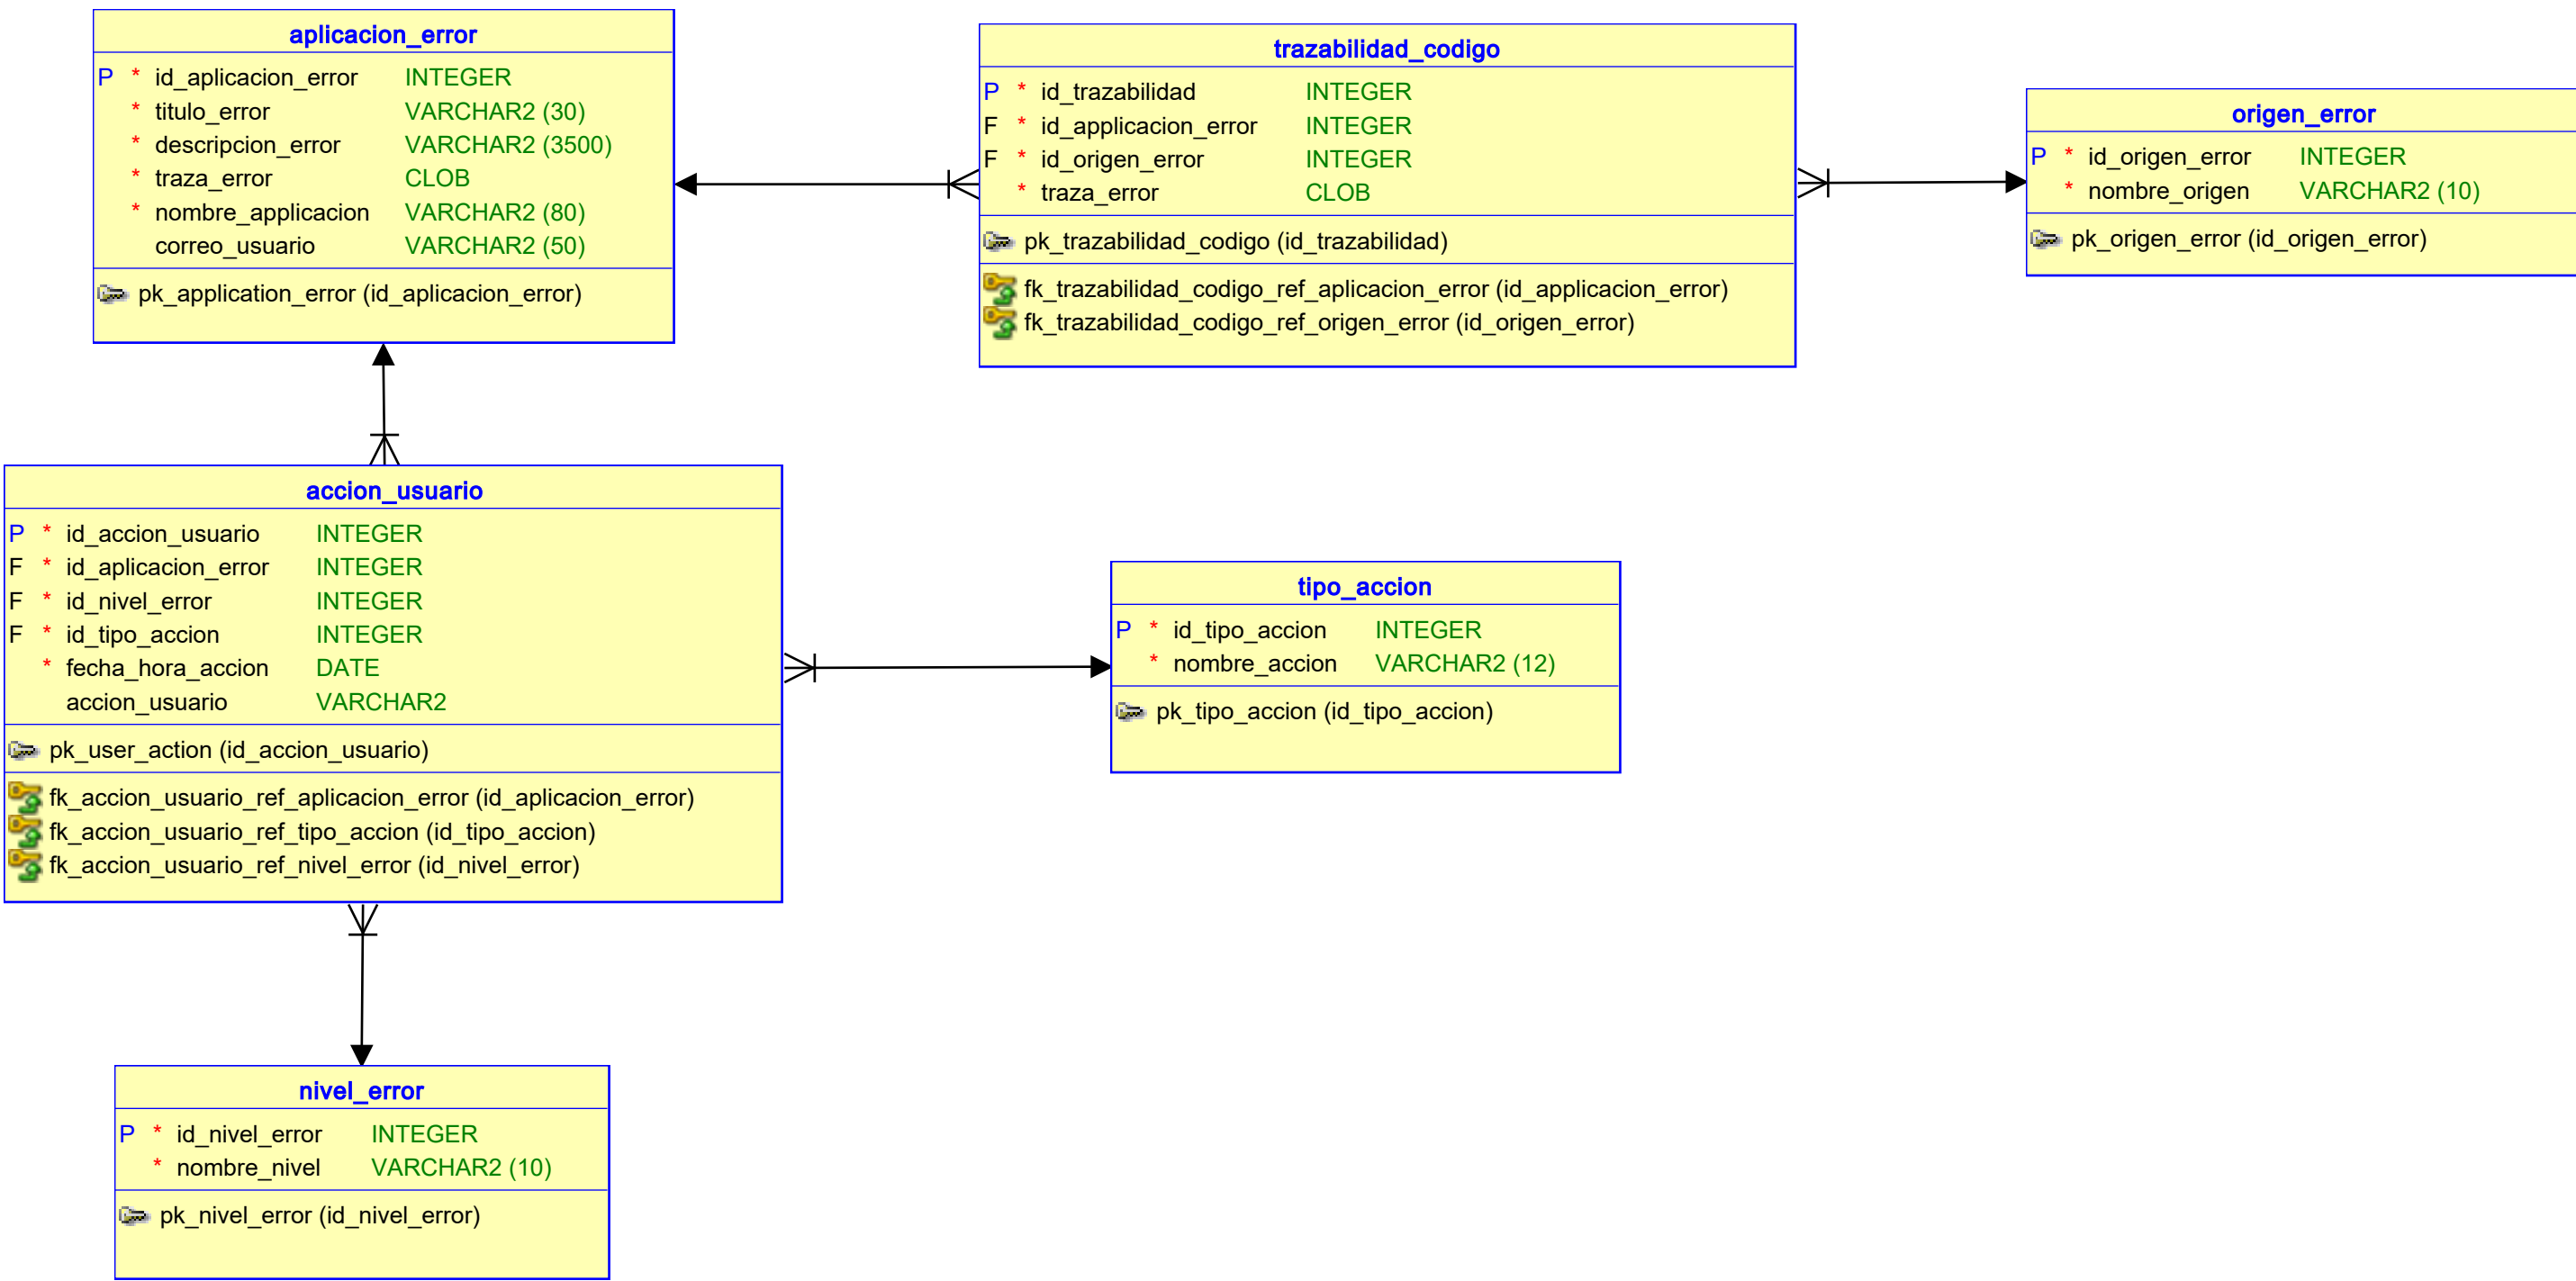 aplicacion_error
P * id_aplicacion_error INTEGER
* titulo_error VARCHAR2 (30)
* descripcion_error VARCHAR2 (3500)
* traza_error CLOB
* nombre_applicacion VARCHAR2 (80)
correo_usuario VARCHAR2 (50)
pk_application_error (id_aplicacion_error)
trazabilidad_codigo
P * id_trazabilidad INTEGER
F * id_applicacion_error INTEGER
F * id_origen_error INTEGER
* traza_error CLOB
pk_trazabilidad_codigo (id_trazabilidad)
fk_trazabilidad_codigo_ref_aplicacion_error (id_applicacion_error)
fk_trazabilidad_codigo_ref_origen_error (id_origen_error)
origen_error
P * id_origen_error INTEGER
* nombre_origen VARCHAR2 (10)
pk_origen_error (id_origen_error)
accion_usuario
P * id_accion_usuario INTEGER
F * id_aplicacion_error INTEGER
F * id_nivel_error INTEGER
F * id_tipo_accion INTEGER
* fecha_hora_accion DATE
accion_usuario VARCHAR2
pk_user_action (id_accion_usuario)
fk_accion_usuario_ref_aplicacion_error (id_aplicacion_error)
fk_accion_usuario_ref_tipo_accion (id_tipo_accion)
fk_accion_usuario_ref_nivel_error (id_nivel_error)
tipo_accion
P * id_tipo_accion INTEGER
* nombre_accion VARCHAR2 (12)
pk_tipo_accion (id_tipo_accion)
nivel_error
P * id_nivel_error INTEGER
* nombre_nivel VARCHAR2 (10)
pk_nivel_error (id_nivel_error)